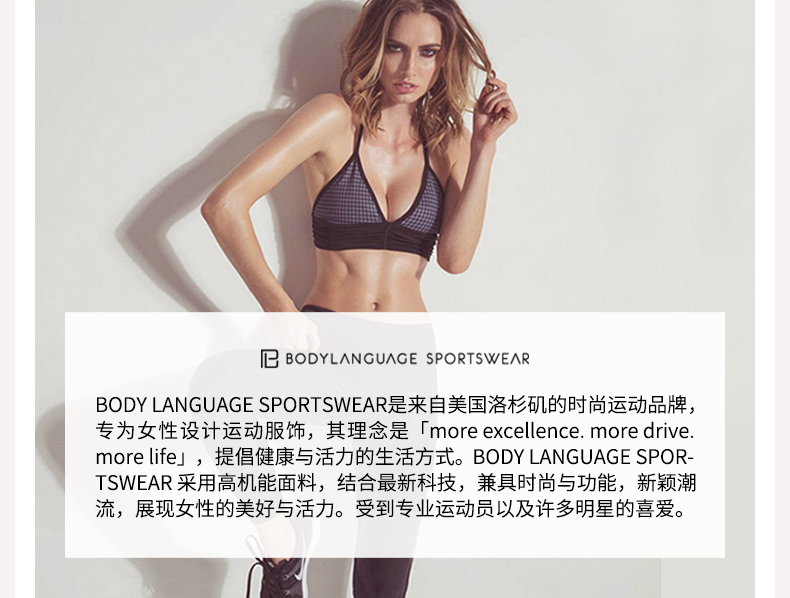 BODYLANGUAGE SPORTSWEAR
BODY LANGUAGE SPORTSWEAR是来自美国洛杉矶的时尚运动品牌，
专为女性设计运动服饰，其理念是「more excellence. more drive.
more life」，提倡健康与活力的生活方式。BODY LANGUAGE SPOR-
TSWEAR 采用高机能面料，结合最新科技，兼具时尚与功能，新颖潮
流，展现女性的美好与活力。受到专业运动员以及许多明星的喜爱。